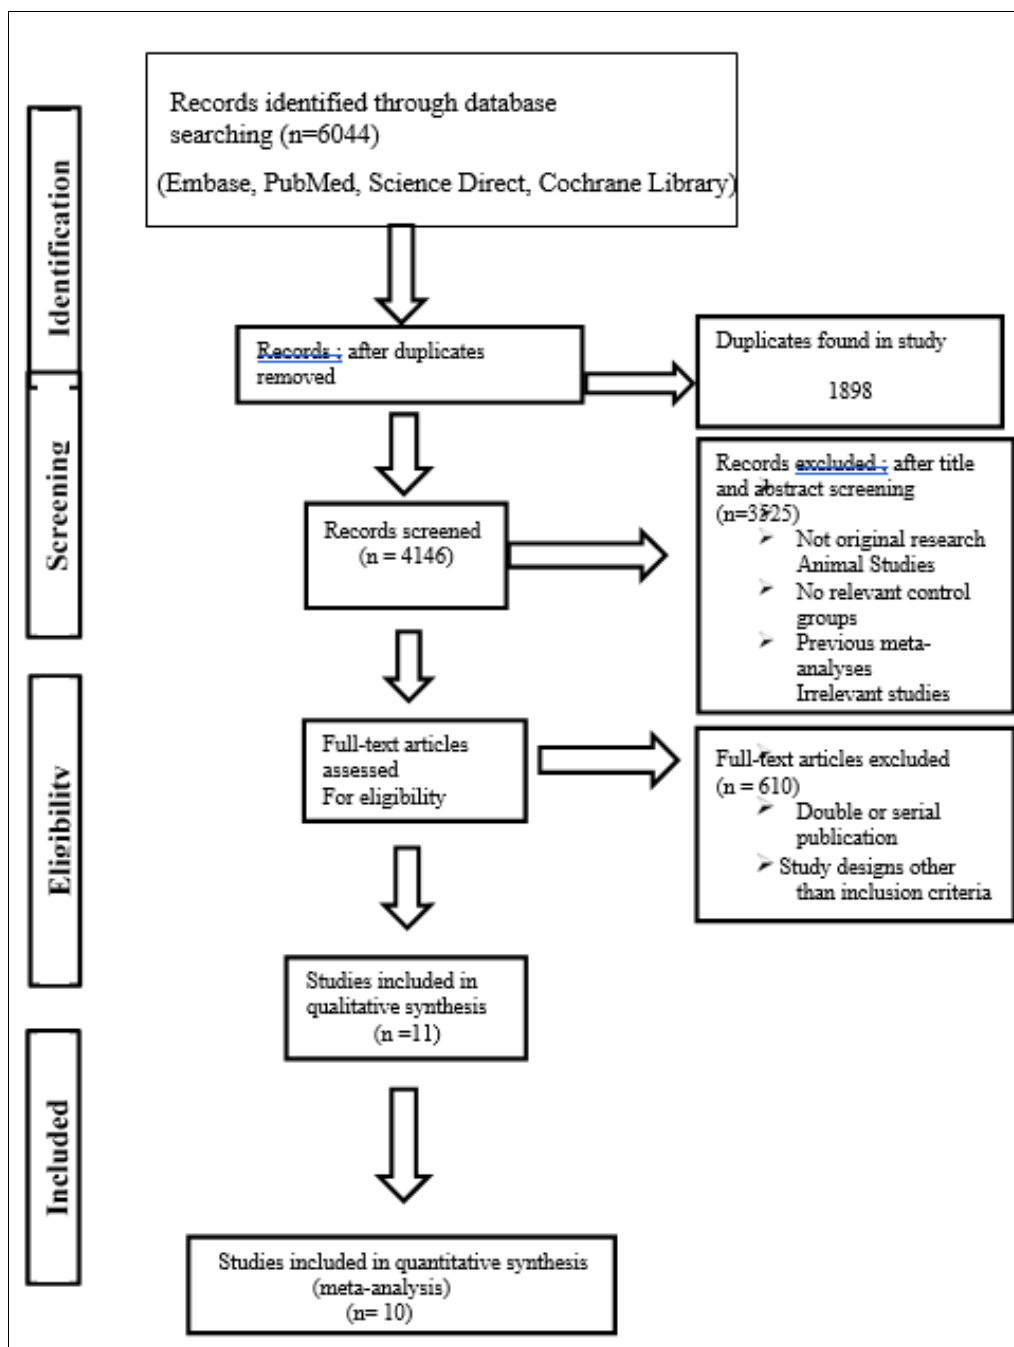 Identification
Screening
Eligibility
Included
Records identified through database
searching (n=6044)
(Embase, PubMed, Science Direct, Cochrane Library)
Records ; after duplicates
removed
Duplicates found in study
1898
Records screened
(n = 4146)
Records excluded ; after title
and abstract screening
(n=3525)
➢ Not original research
Animal Studies
➢ No relevant control
groups
➢ Previous meta-
analyses
Irrelevant studies
Full-text articles
assessed
For eligibility
Full-text articles excluded
(n = 610)
➢ Double or serial
publication
➢ Study designs other
than inclusion criteria
Studies included in
qualitative synthesis
(n =11)
Studies included in quantitative synthesis
(meta-analysis)
(n= 10)